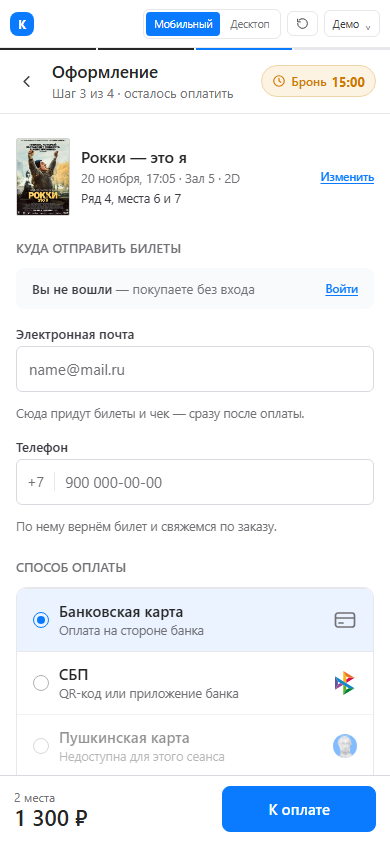 K
Мобильный
Десктоп
Демо
Оформление
Шаг 3 из 4 · осталось оплатить
Бронь 15:00
РОККИ
ЭТО Я
Рокки — это я
20 ноября, 17:05 · Зал 5 · 2D
Ряд 4, места 6 и 7
Изменить
КУДА ОТПРАВИТЬ БИЛЕТЫ
Вы не вошли — покупаете без входа
Войти
Электронная почта
name@mail.ru
Сюда придут билеты и чек — сразу после оплаты.
Телефон
+7
900 000-00-00
По нему вернём билет и свяжемся по заказу.
СПОСОБ ОПЛАТЫ
Банковская карта
Оплата на стороне банка
СБП
QR-код или приложение банка
Пушкинская карта
Недоступна для этого сеанса
2 места
1 300 ₽
К оплате